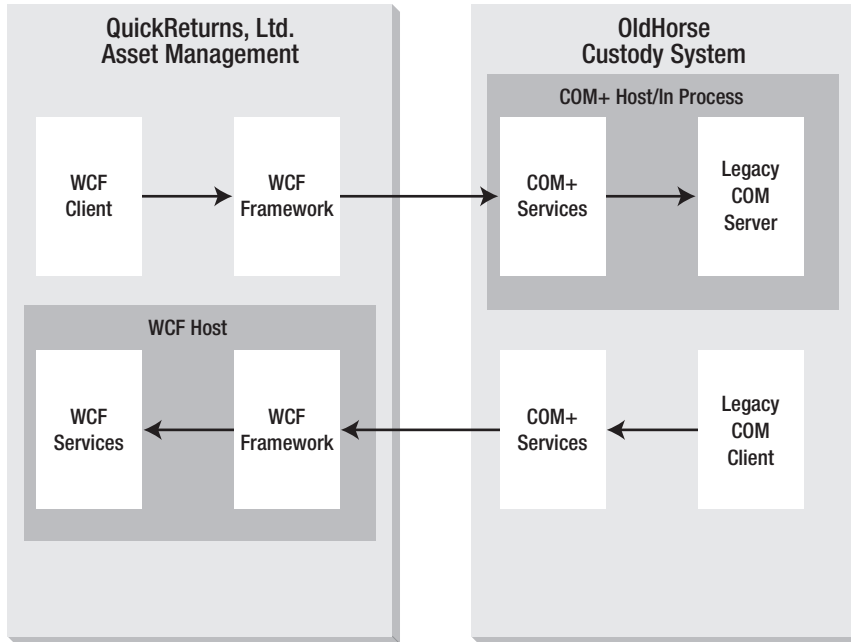 QuickReturns, Ltd.
Asset Management
OldHorse
Custody System
COM+ Host/In Process
WCF
Client
WCF
Framework
COM+
Services
Legacy
COM
Server
WCF Host
WCF
Services
WCF
Framework
COM+
Services
Legacy
COM
Client